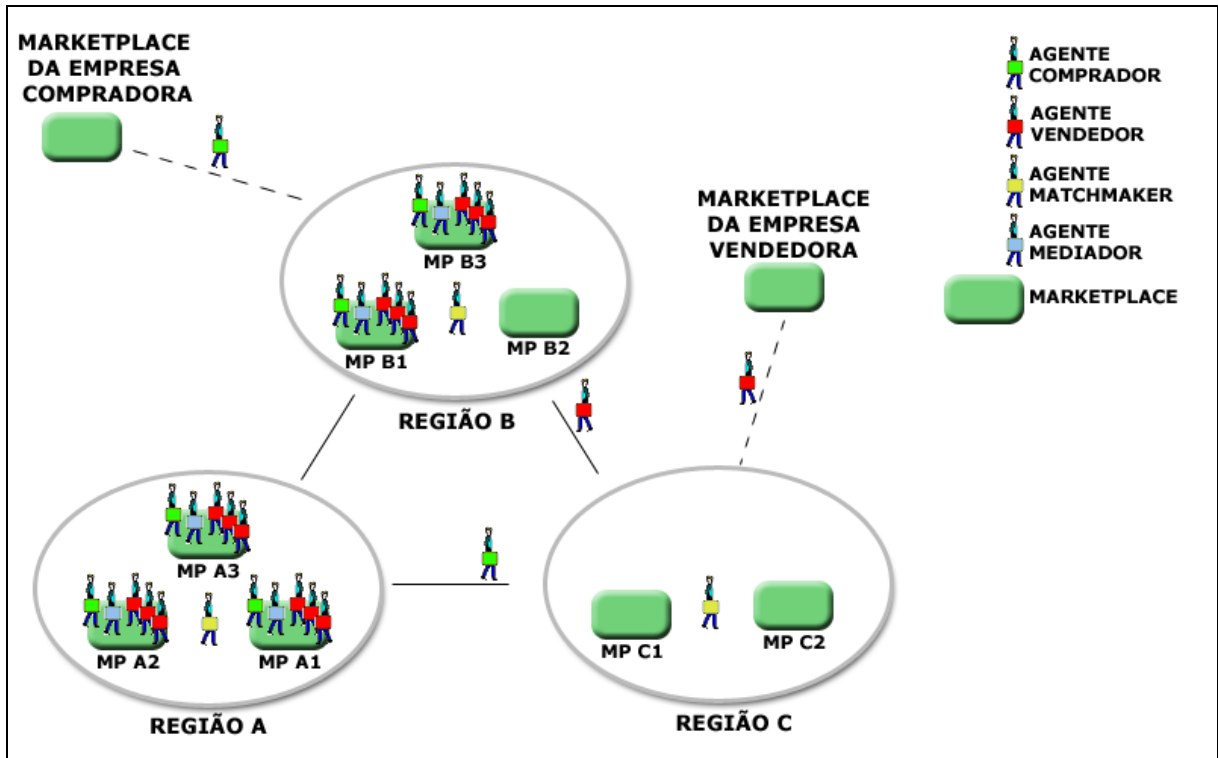 MARKETPLACE
DA EMPRESA
COMPRADORA
AGENTE
COMPRADOR
AGENTE
VENDEDOR
AGENTE
MATCHMAKER
AGENTE
MEDIADOR
MARKETPLACE
MARKETPLACE
DA EMPRESA
VENDEDORA
MP B3
MP B1
MP B2
REGIÃO B
MP A3
MP A2
MP A1
REGIÃO A
MP C1
MP C2
REGIÃO C